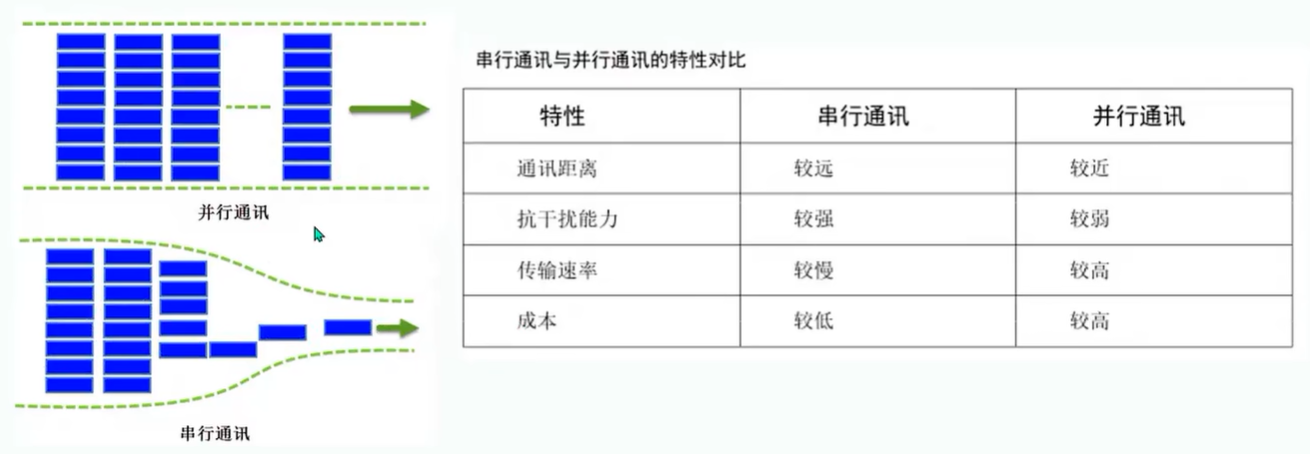 并行通讯
串行通讯
串行通讯与并行通讯的特性对比
特性 串行通讯 并行通讯
通讯距离 较远 较近
抗干扰能力 较强 较弱
传输速率 较慢 较高
成本 较低 较高